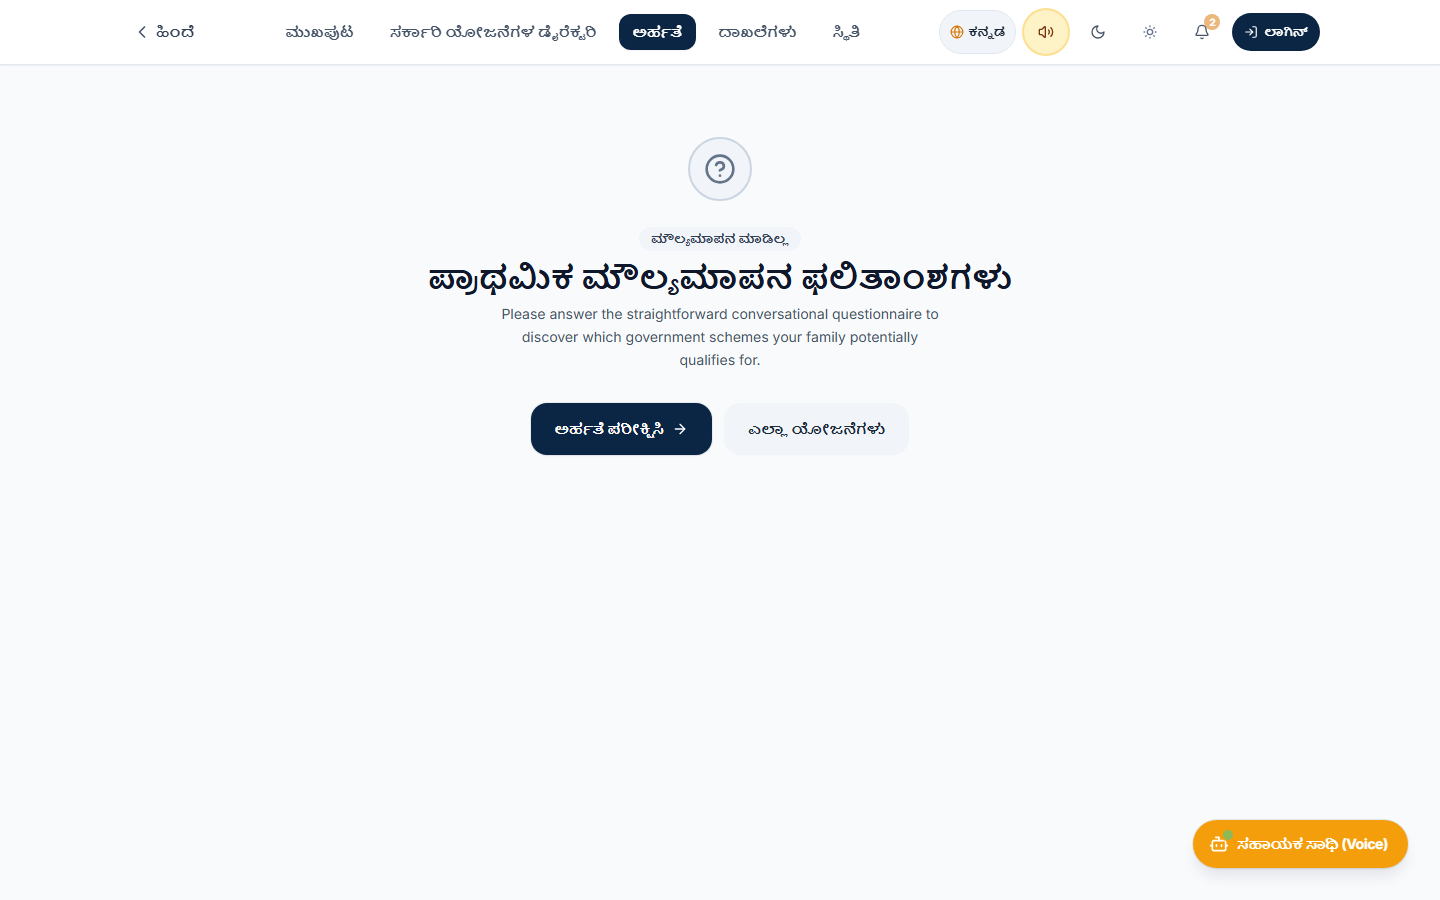 ಹಿಂದೆ
ಮುಖಪುಟ
ಸರ್ಕಾರಿ ಯೋಜನೆಗಳ ಡೈರೆಕ್ಟರಿ
ಅರ್ಹತೆ
ದಾಖಲೆಗಳು
ಸ್ಥಿತಿ
ಕನ್ನಡ
2
ಲಾಗಿನ್
ಮೌಲ್ಯಮಾಪನ ಮಾಡಿಲ್ಲ
ಪ್ರಾಥಮಿಕ ಮೌಲ್ಯಮಾಪನ ಫಲಿತಾಂಶಗಳು
Please answer the straightforward conversational questionnaire to
discover which government schemes your family potentially
qualifies for.
ಅರ್ಹತೆ ಪರೀಕ್ಷಿಸಿ
ಎಲ್ಲಾ ಯೋಜನೆಗಳು
ಸಹಾಯಕ ಸಾಥಿ (Voice)